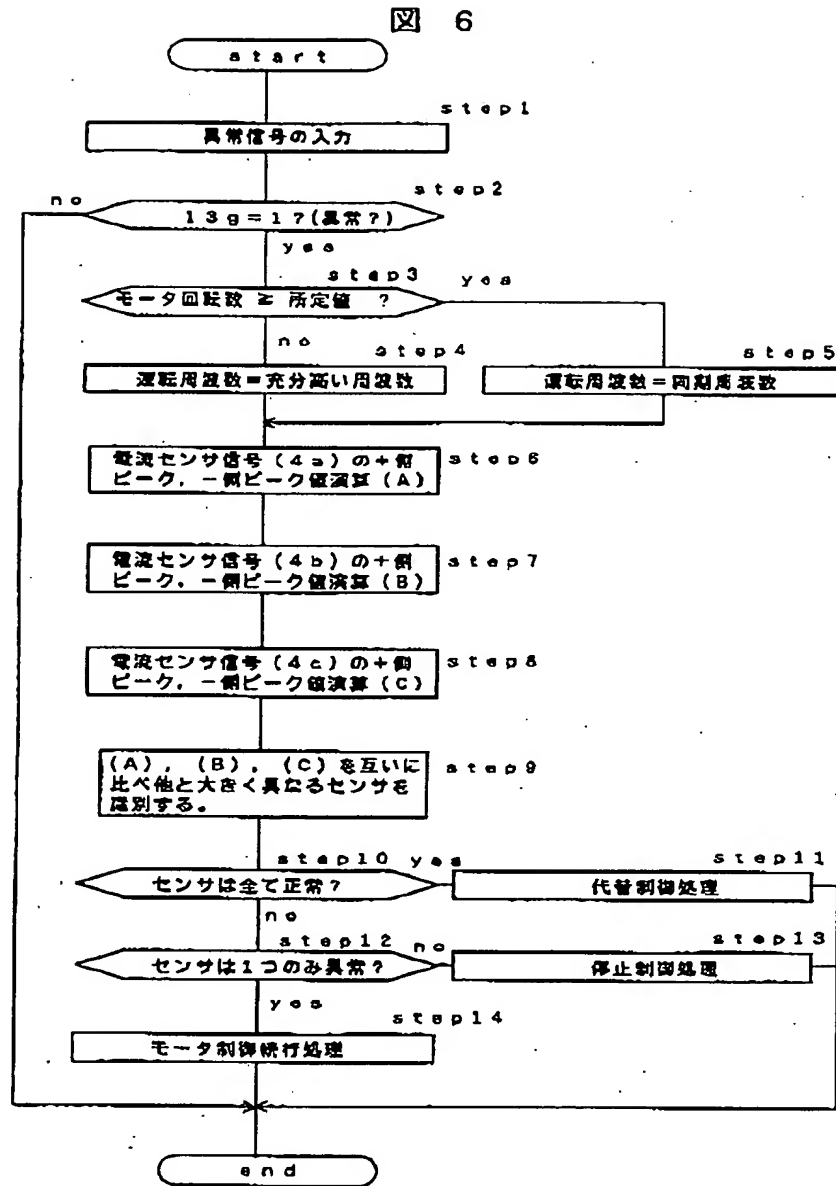 図 6
start
step1
異常信号の入力
step2
no
13g=1?(異常?)
yes
step3
yes
モータ回転数 ≧ 所定値 ?
no
step4
step5
運転周波数=充分高い周波数
運転周波数=同期周波数
電流センサ信号(4a)の+側
ピーク,-側ピーク値演算(A)
step6
電流センサ信号(4b)の+側
ピーク,-側ピーク値演算(B)
step7
電流センサ信号(4c)の+側
ピーク,-側ピーク値演算(C)
step8
(A),(B),(C)を互いに
比べ他と大きく異なるセンサを
識別する。
step9
step10
yes
step11
センサは全て正常?
代替制御処理
no
step12
no
step13
センサは1つのみ異常?
停止制御処理
yes
step14
モータ制御続行処理
end